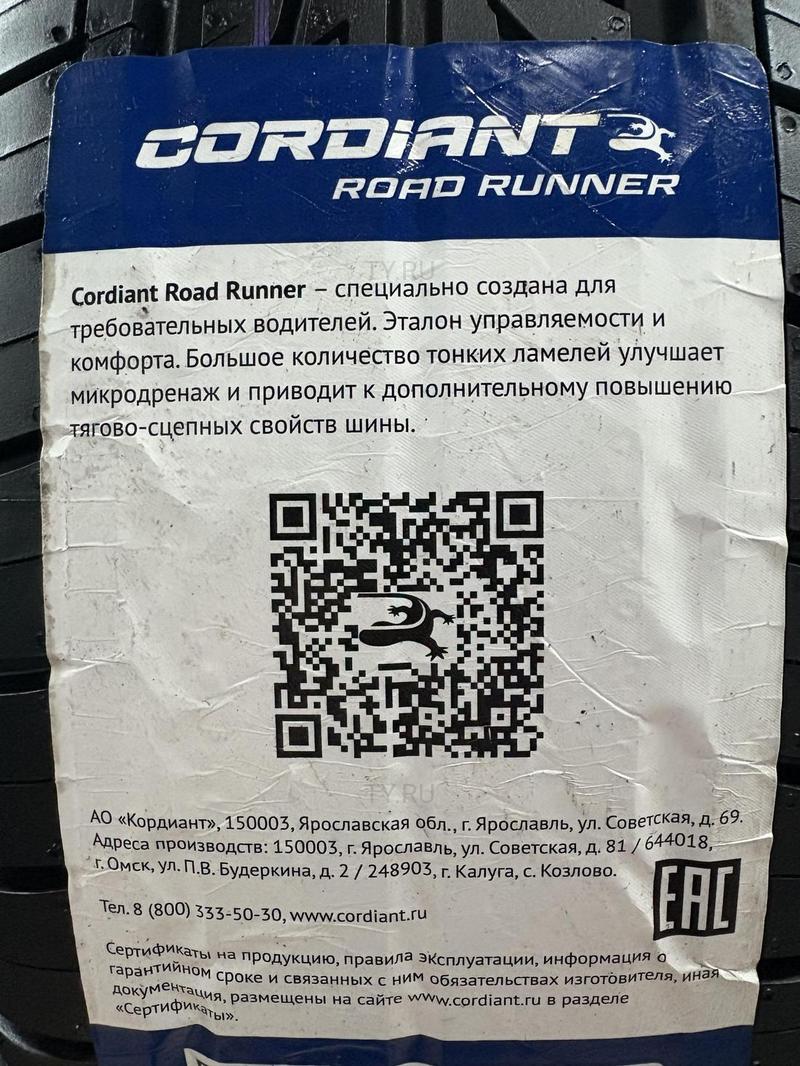 CORDIANT
ROAD RUNNER
TY.RU
Cordiant Road Runner – специально создана для
требовательных водителей. Эталон управляемости и
комфорта. Большое количество тонких ламелей улучшает
микродренаж и приводит к дополнительному повышению
тягово-сцепных свойств шины.
TY.RU
АО «Кордиант», 150003, Ярославская обл., г. Ярославль, ул. Советская, д. 69.
Адреса производств: 150003, г. Ярославль, ул. Советская, д. 81 / 644018,
г. Омск, ул. П.В. Будеркина, д. 2 / 248903, г. Калуга, с. Козлово.
EAC
Тел. 8 (800) 333-50-30, www.cordiant.ru
Сертификаты на продукцию, правила эксплуатации, информация о
гарантийном сроке и связанных с ним обязательствах изготовителя, иная
документация, размещены на сайте www.cordiant.ru в разделе
«Сертификаты».